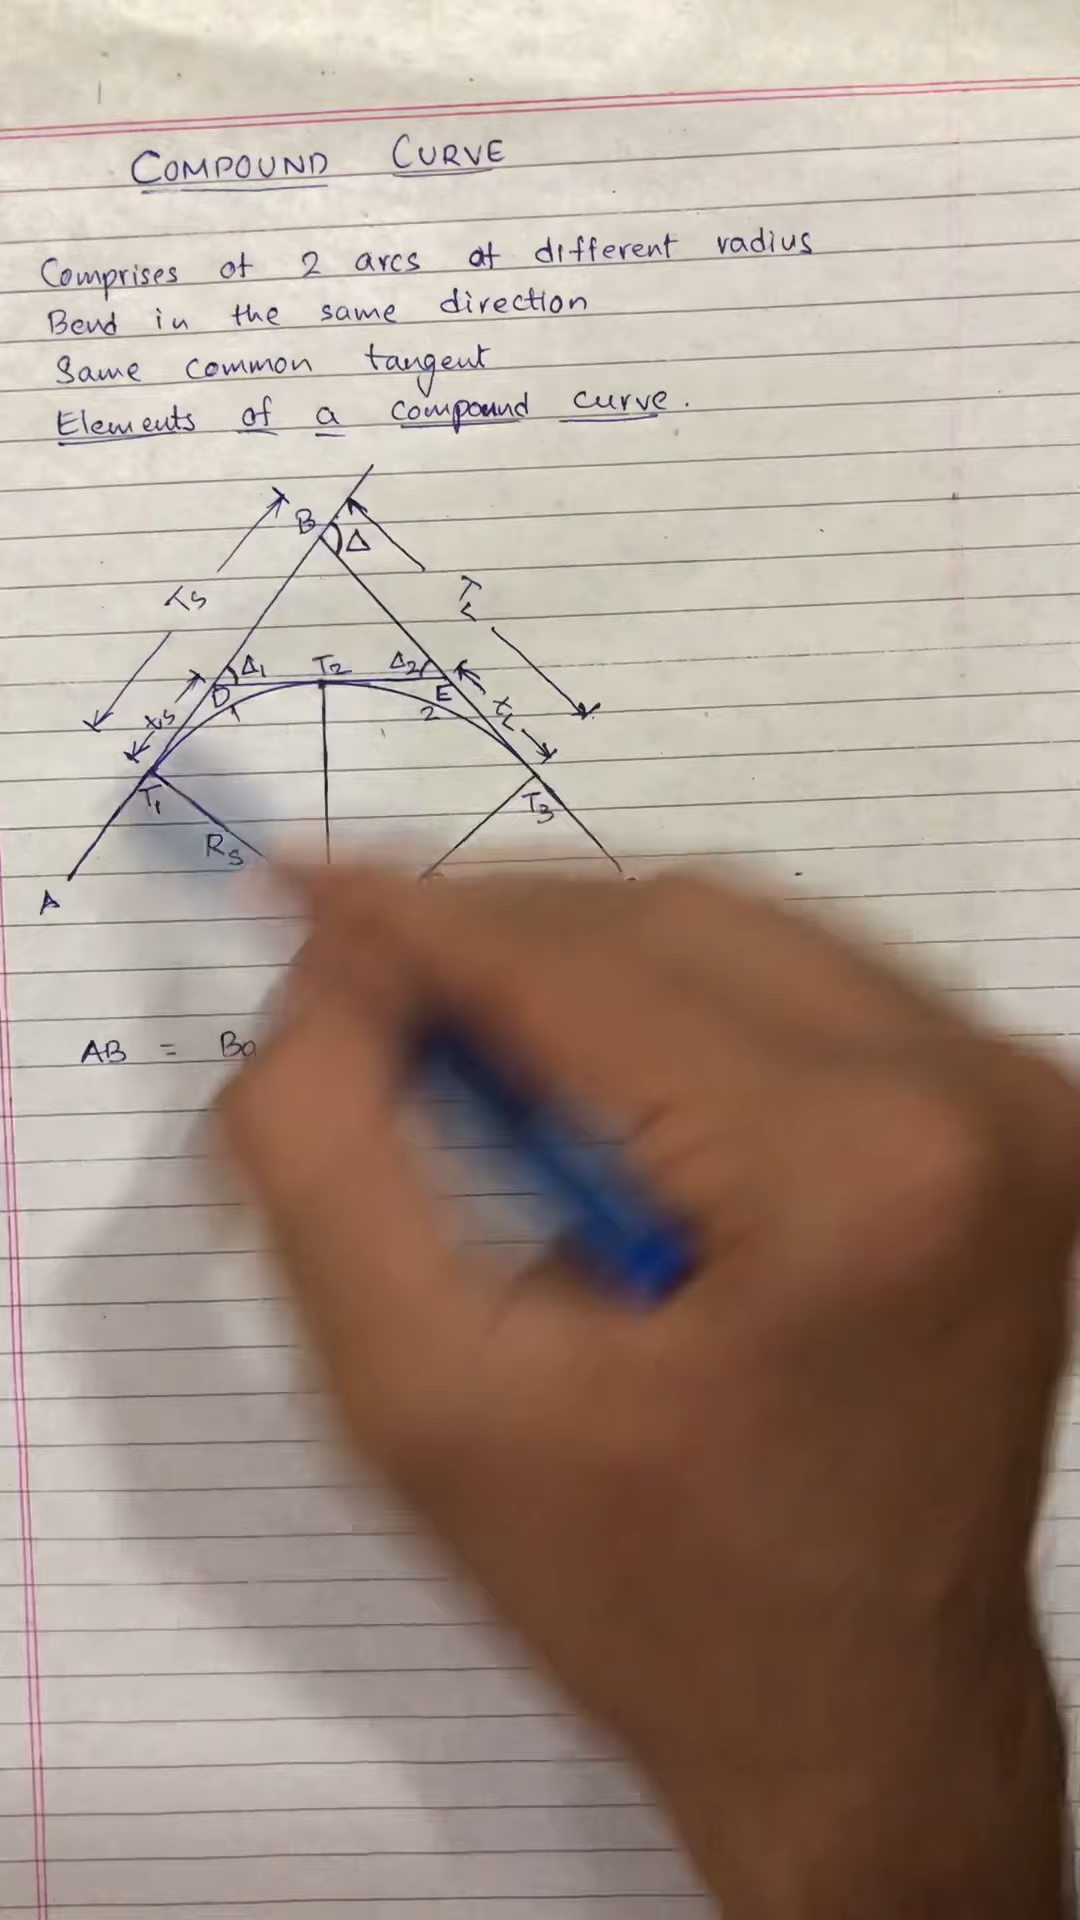 COMPOUND CURVE
Comprises of 2 arcs of different radius
Bend in the same direction
Same common tangent
Elements of a compound curve.
B Δ
Ts
TL
Δ1 T2 Δ2
D E
ts 1 2 tL
T1 T3
Rs
A
AB =